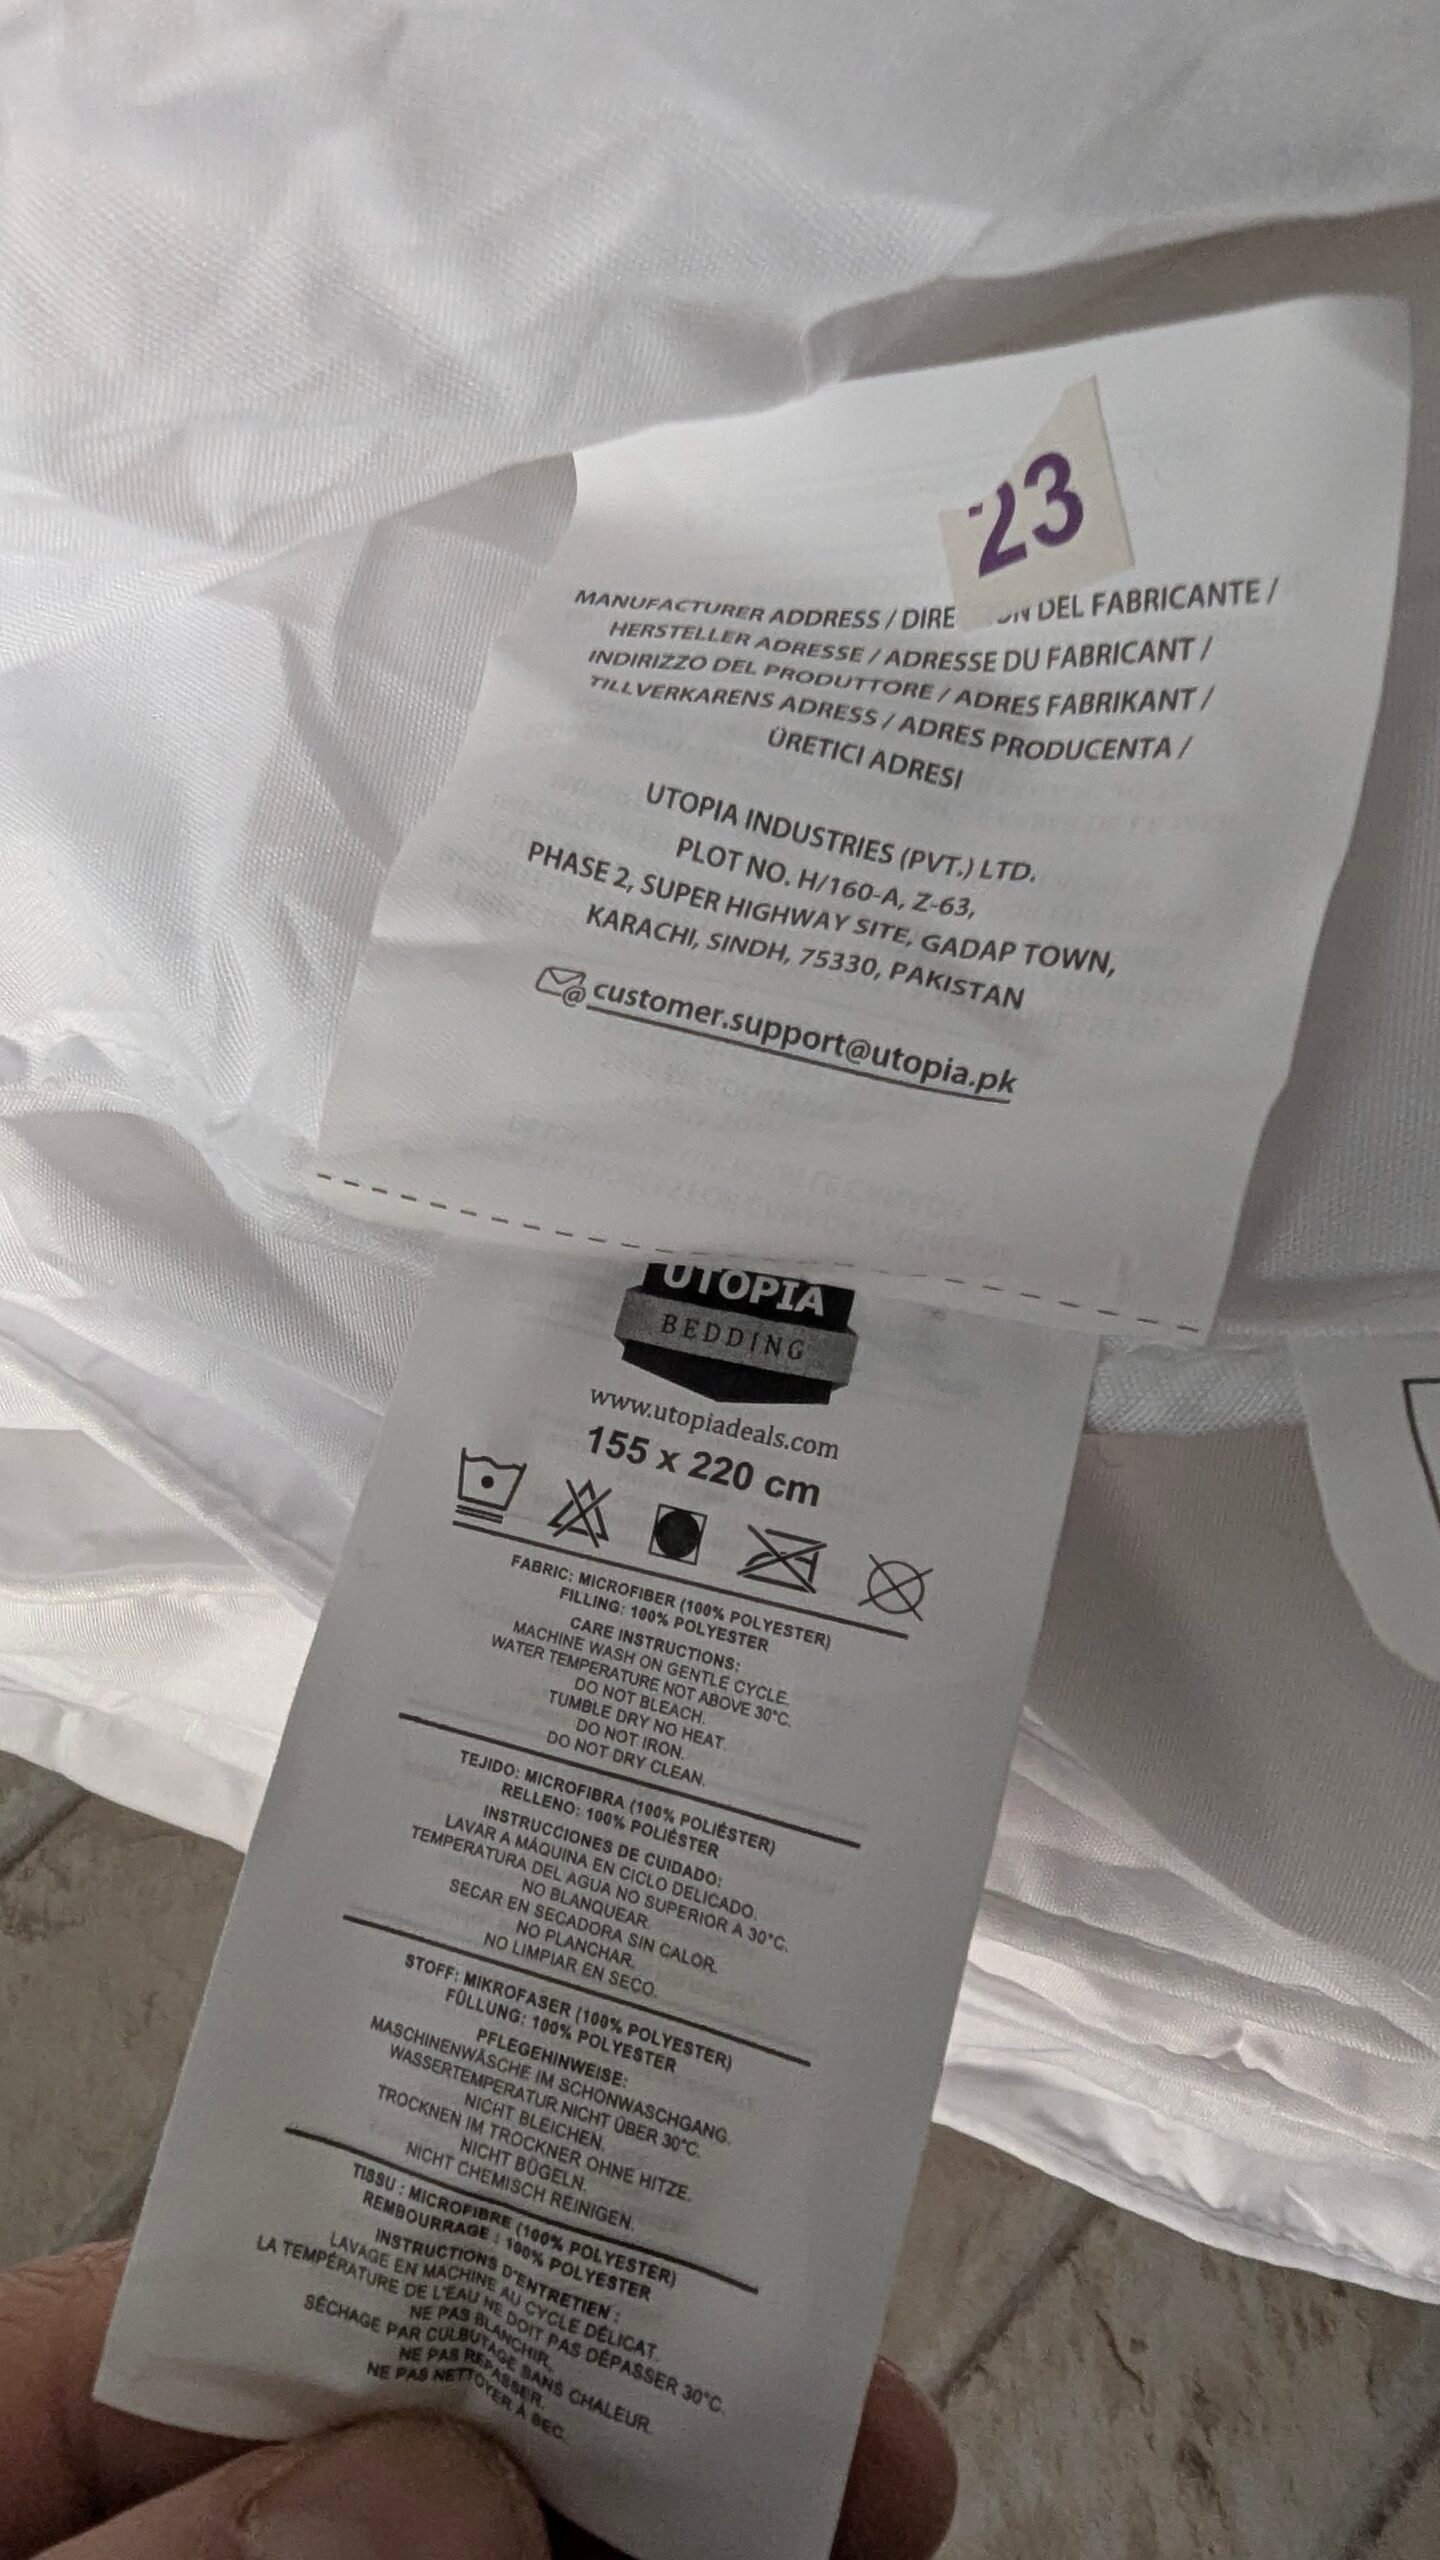 23
MANUFACTURER ADDRESS / DIRE ON DEL FABRICANTE /
HERSTELLER ADRESSE / ADRESSE DU FABRICANT /
INDIRIZZO DEL PRODUTTORE / ADRES FABRIKANT /
TILLVERKARENS ADRESS / ADRES PRODUCENTA /
ÜRETICI ADRESI
UTOPIA INDUSTRIES (PVT.) LTD.
PLOT NO. H/160-A, Z-63,
PHASE 2, SUPER HIGHWAY SITE, GADAP TOWN,
KARACHI, SINDH, 75330, PAKISTAN
customer.support@utopia.pk
UTOPIA
BEDDING
www.utopiadeals.com
155 x 220 cm
FABRIC: MICROFIBER (100% POLYESTER)
FILLING: 100% POLYESTER
CARE INSTRUCTIONS:
MACHINE WASH ON GENTLE CYCLE.
WATER TEMPERATURE NOT ABOVE 30°C.
DO NOT BLEACH.
TUMBLE DRY NO HEAT.
DO NOT IRON.
DO NOT DRY CLEAN.
TEJIDO: MICROFIBRA (100% POLIÉSTER)
RELLENO: 100% POLIÉSTER
INSTRUCCIONES DE CUIDADO:
LAVAR A MÁQUINA EN CICLO DELICADO.
TEMPERATURA DEL AGUA NO SUPERIOR A 30°C.
NO BLANQUEAR.
SECAR EN SECADORA SIN CALOR.
NO PLANCHAR.
NO LIMPIAR EN SECO.
STOFF: MIKROFASER (100% POLYESTER)
FÜLLUNG: 100% POLYESTER
PFLEGEHINWEISE:
MASCHINENWÄSCHE IM SCHONWASCHGANG.
WASSERTEMPERATUR NICHT ÜBER 30°C.
NICHT BLEICHEN.
TROCKNEN IM TROCKNER OHNE HITZE.
NICHT BÜGELN.
NICHT CHEMISCH REINIGEN.
TISSU : MICROFIBRE (100% POLYESTER)
REMBOURRAGE : 100% POLYESTER
INSTRUCTIONS D'ENTRETIEN :
LAVAGE EN MACHINE AU CYCLE DÉLICAT.
LA TEMPÉRATURE DE L'EAU NE DOIT PAS DÉPASSER 30°C.
NE PAS BLANCHIR.
SÉCHAGE PAR CULBUTAGE SANS CHALEUR.
NE PAS REPASSER.
NE PAS NETTOYER À SEC.